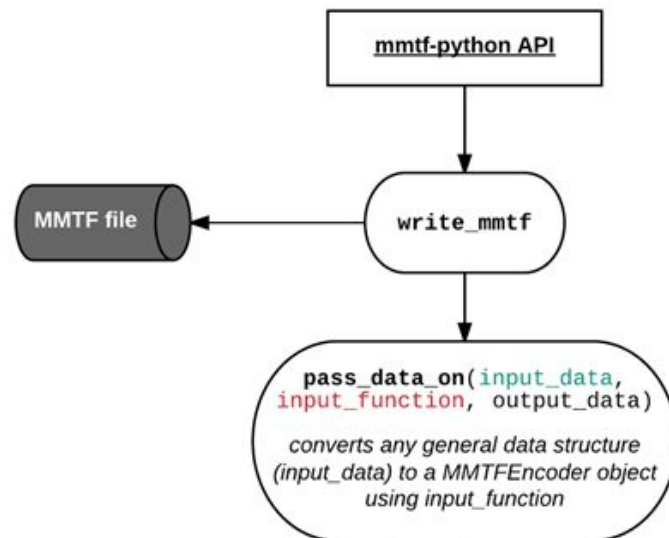 mmtf-python API
MMTF file
write_mmtf
pass_data_on(input_data,
input_function, output_data)
converts any general data structure
(input_data) to a MMTFEncoder object
using input_function